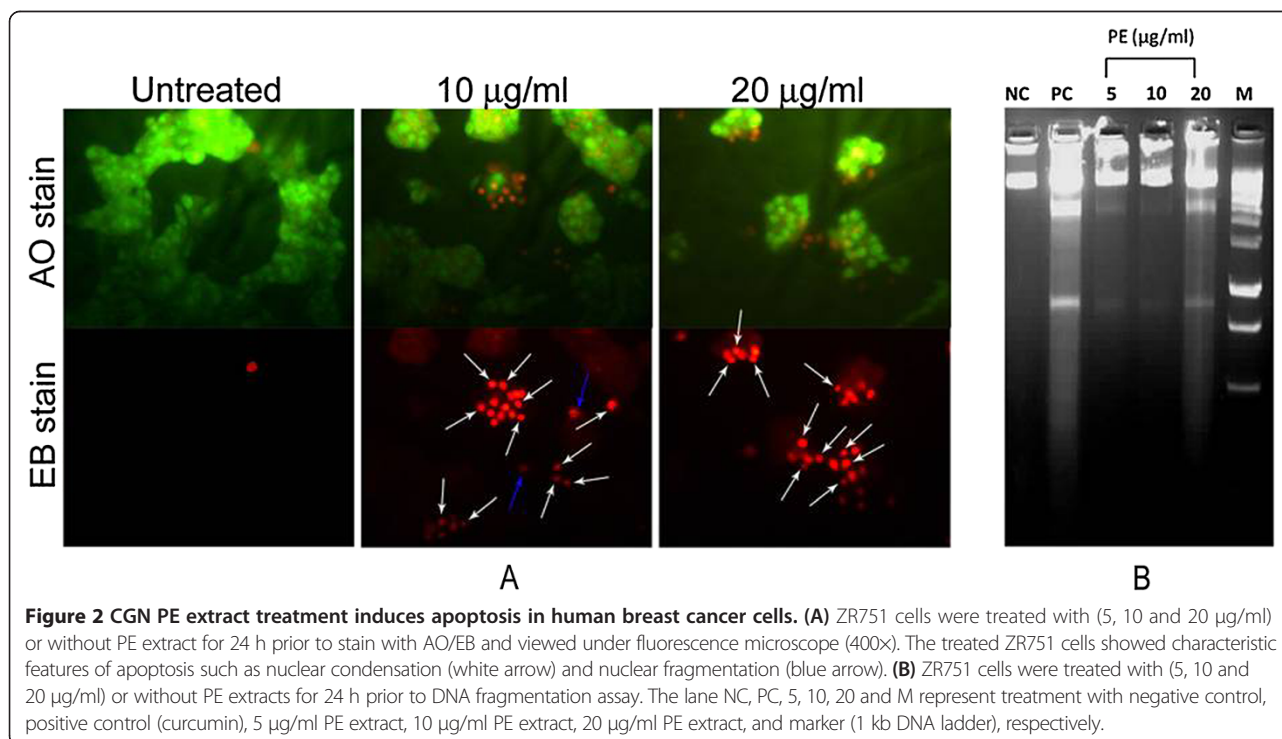 PE (µg/ml)
Untreated 10 µg/ml 20 µg/ml
NC PC 5 10 20 M
AO stain
EB stain
A
B
Figure 2 CGN PE extract treatment induces apoptosis in human breast cancer cells. (A) ZR751 cells were treated with (5, 10 and 20 µg/ml)
or without PE extract for 24 h prior to stain with AO/EB and viewed under fluorescence microscope (400×). The treated ZR751 cells showed characteristic
features of apoptosis such as nuclear condensation (white arrow) and nuclear fragmentation (blue arrow). (B) ZR751 cells were treated with (5, 10 and
20 µg/ml) or without PE extracts for 24 h prior to DNA fragmentation assay. The lane NC, PC, 5, 10, 20 and M represent treatment with negative control,
positive control (curcumin), 5 µg/ml PE extract, 10 µg/ml PE extract, 20 µg/ml PE extract, and marker (1 kb DNA ladder), respectively.